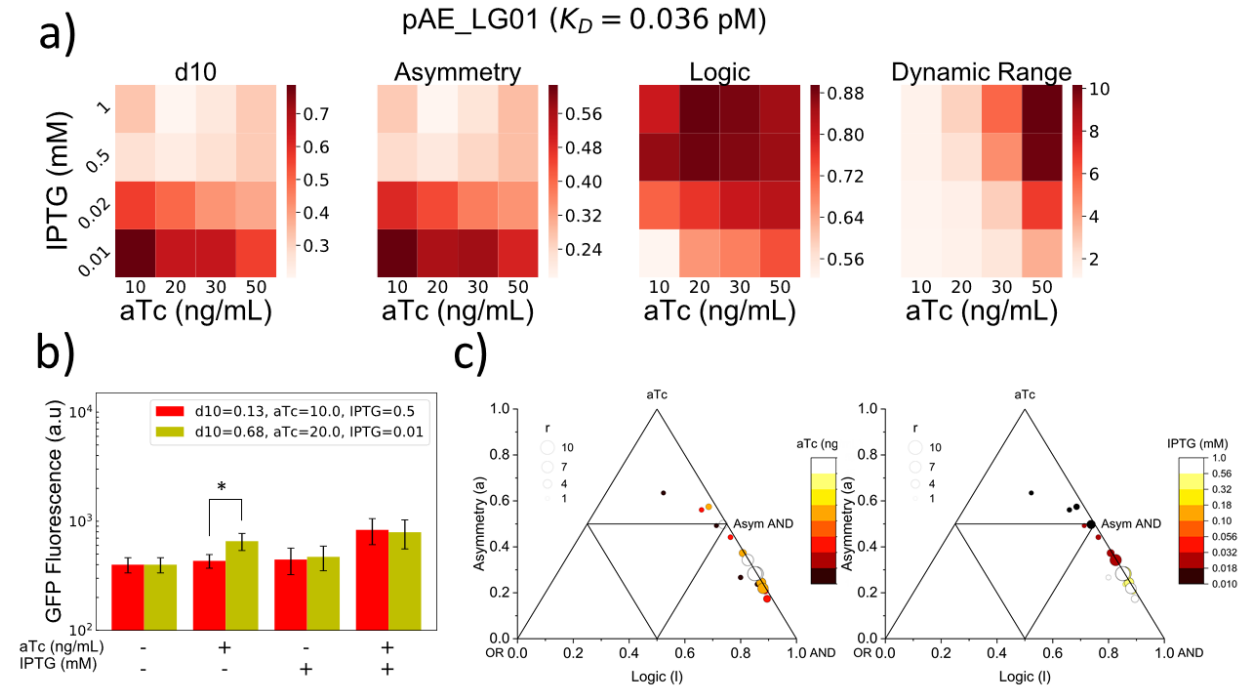 a)
pAE_LG01 (K_D = 0.036 pM)
d10
Asymmetry
Logic
Dynamic Range
IPTG (mM)
1
0.5
0.02
0.01
0.7
0.6
0.5
0.4
0.3
0.56
0.48
0.40
0.32
0.24
0.88
0.80
0.72
0.64
0.56
10
8
6
4
2
10 20 30 50
10 20 30 50
10 20 30 50
10 20 30 50
aTc (ng/mL)
aTc (ng/mL)
aTc (ng/mL)
aTc (ng/mL)
b)
GFP Fluorescence (a.u)
10^4
10^3
10^2
d10=0.13, aTc=10.0, IPTG=0.5
d10=0.68, aTc=20.0, IPTG=0.01
*
aTc (ng/mL) - + - +
IPTG (mM) - - + +
c)
aTc
Asymmetry (a)
1.0
0.8
0.6
0.4
0.2
0.0
r
10
7
4
1
Asym AND
aTc (ng
OR 0.0 0.2 0.4 0.6 0.8 1.0 AND
Logic (l)
aTc
Asymmetry (a)
1.0
0.8
0.6
0.4
0.2
0.0
r
10
7
4
1
Asym AND
IPTG (mM)
1.0
0.56
0.32
0.18
0.10
0.056
0.032
0.018
0.010
OR 0.0 0.2 0.4 0.6 0.8 1.0 AND
Logic (l)